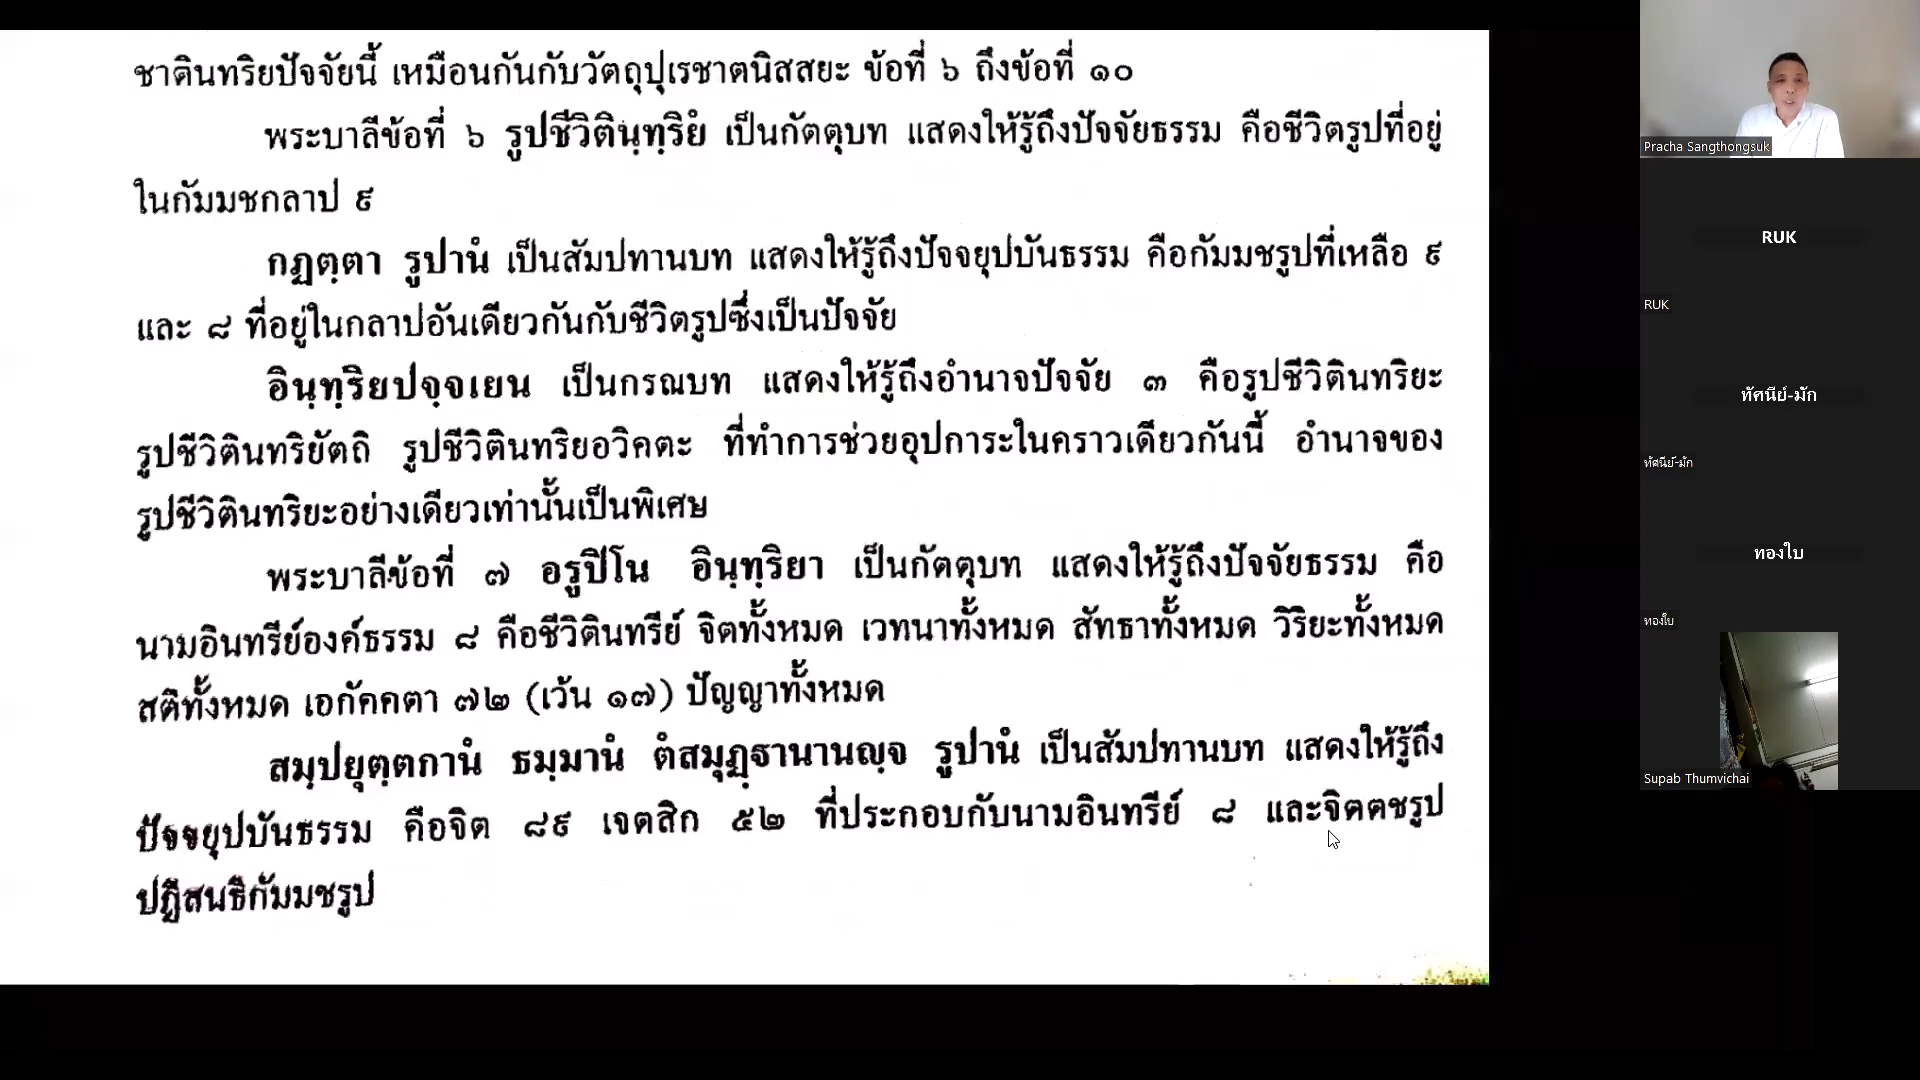 ชาตินทริยปัจจัยนี้ เหมือนกันกับวัตถุปุเรชาตนิสสยะ ข้อที่ ๖ ถึงข้อที่ ๑๐
พระบาลีข้อที่ ๖ รูปชีวิตินฺทฺริยํ เป็นกัตตุบท แสดงให้รู้ถึงปัจจัยธรรม คือชีวิตรูปที่อยู่
ในกัมมชกลาป ๙
กฏตฺตา รูปานํ เป็นสัมปทานบท แสดงให้รู้ถึงปัจจยุปบันธรรม คือกัมมชรูปที่เหลือ ๙
และ ๘ ที่อยู่ในกลาปอันเดียวกันกับชีวิตรูปซึ่งเป็นปัจจัย
อินฺทฺริยปจฺจเยน เป็นกรณบท แสดงให้รู้ถึงอำนาจปัจจัย ๓ คือรูปชีวิตินทริยะ
รูปชีวิตินทริยัตถิ รูปชีวิตินทริยอวิคตะ ที่ทำการช่วยอุปการะในคราวเดียวกันนี้ อำนาจของ
รูปชีวิตินทริยะอย่างเดียวเท่านั้นเป็นพิเศษ
พระบาลีข้อที่ ๗ อรูปิโน อินฺทฺริยา เป็นกัตตุบท แสดงให้รู้ถึงปัจจัยธรรม คือ
นามอินทรีย์องค์ธรรม ๘ คือชีวิตินทรีย์ จิตทั้งหมด เวทนาทั้งหมด สัทธาทั้งหมด วิริยะทั้งหมด
สติทั้งหมด เอกัคคตา ๗๒ (เว้น ๑๗) ปัญญาทั้งหมด
สมฺปยุตฺตกานํ ธมฺมานํ ตํสมุฏฺฐานานญฺจ รูปานํ เป็นสัมปทานบท แสดงให้รู้ถึง
ปัจจยุปบันธรรม คือจิต ๘๙ เจตสิก ๕๒ ที่ประกอบกับนามอินทรีย์ ๘ และจิตตชรูป
ปฏิสนธิกัมมชรูป
Pracha Sangthongsuk
RUK
RUK
ทัศนีย์-มัก
ทัศนีย์-มัก
ทองใบ
ทองใบ
Supab Thumvichai